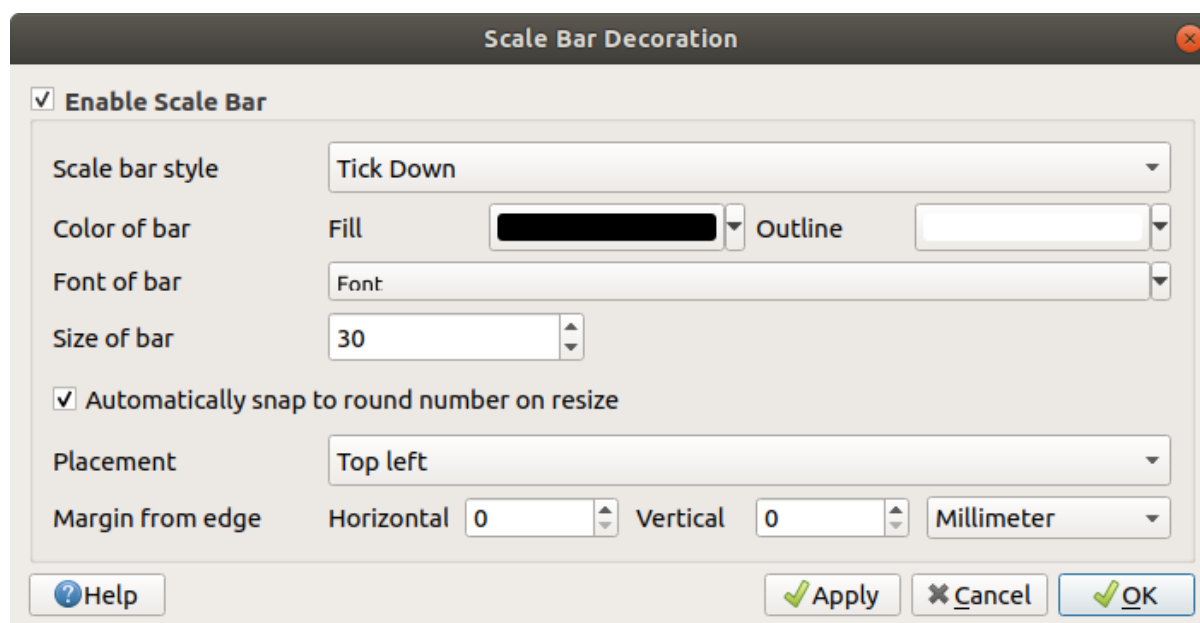 Scale Bar Decoration
Enable Scale Bar
Scale bar style Tick Down
Color of bar Fill Outline
Font of bar Font
Size of bar 30
Automatically snap to round number on resize
Placement Top left
Margin from edge Horizontal 0 Vertical 0 Millimeter
Help Apply Cancel OK